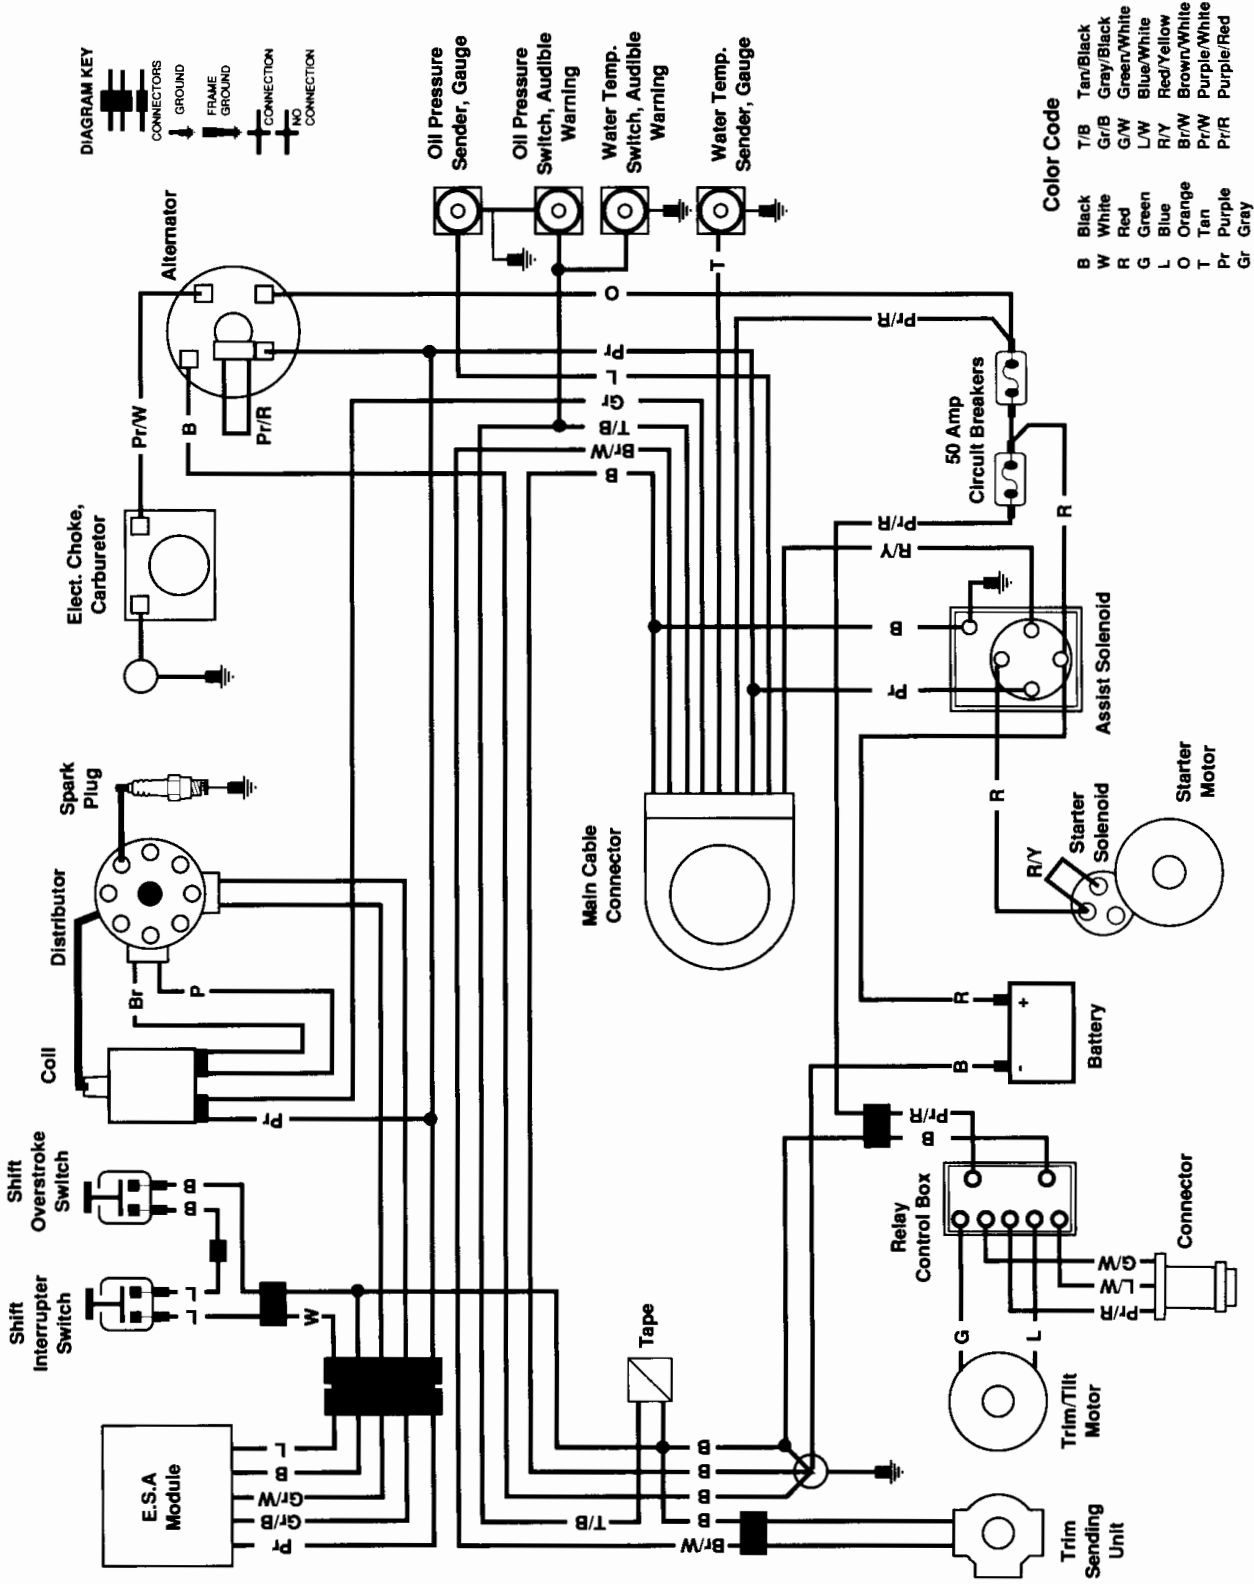 DIAGRAM KEY
CONNECTORS
GROUND
FRAME
GROUND
CONNECTION
NO
CONNECTION
Alternator
Oil Pressure
Sender, Gauge
Oil Pressure
Switch, Audible
Warning
Water Temp.
Switch, Audible
Warning
Water Temp.
Sender, Gauge
Color Code
B Black
W White
R Red
G Green
L Blue
O Orange
T Tan
Pr Purple
Gr Gray
T/B Tan/Black
Gr/B Gray/Black
G/W Green/White
L/W Blue/White
R/Y Red/Yellow
Br/W Brown/White
Pr/W Purple/White
Pr/R Purple/Red
Pr/W
B
Pr/R
O
T
Pr/R
Pr
L
Gr
T/B
Br/W
B
50 Amp
Circuit Breakers
Pr/R
R/Y
R
B
Pr
Assist Solenoid
Elect. Choke,
Carburetor
Spark
Plug
Distributor
Br
P
Coil
Pr
Main Cable
Connector
R
R/Y
Starter
Solenoid
Starter
Motor
R
B
+
-
Battery
Shift
Overstroke
Switch
B
B
Shift
Interrupter
Switch
L
L
W
E.S.A
Module
L
B
Gr/W
Gr/B
Pr
Tape
B
B
B
B
T/B
Br/W
Pr/R
B
Relay
Control Box
G/W
L/W
Pr/R
Connector
G
L
Trim/Tilt
Motor
Trim
Sending
Unit